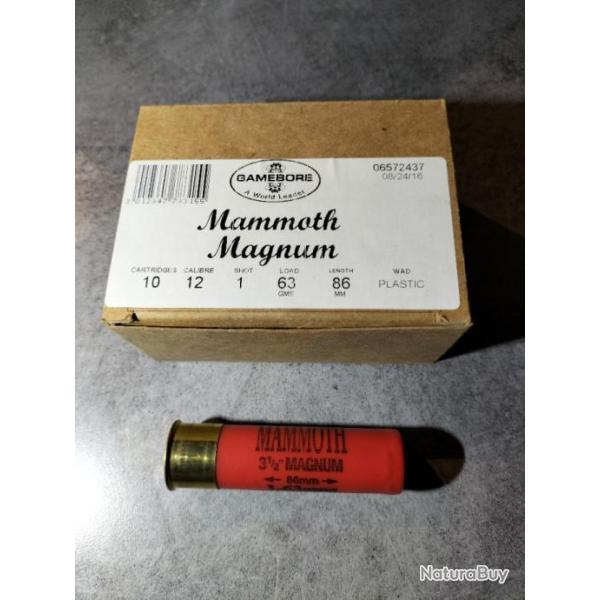 GAMEBORE
A World Leader
06572437
08/24/16
Mammoth
Magnum
CARTRIDGES CALIBRE SHOT LOAD LENGTH WAD
10 12 1 63 86 PLASTIC
GMS MM
MAMMOTH
3½" MAGNUM
86mm
NaturaBuy